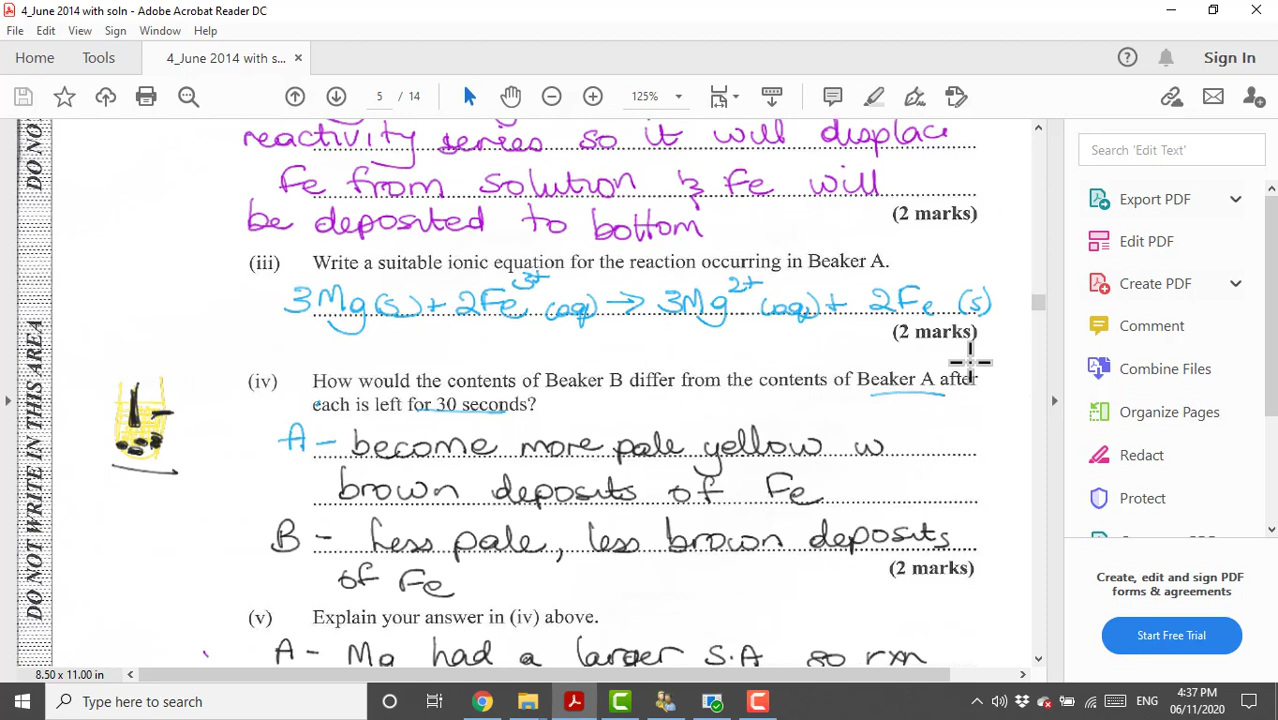 4_June 2014 with soln - Adobe Acrobat Reader DC
File Edit View Sign Window Help
Home Tools 4_June 2014 with s... × Sign In
5 / 14 125%
reactivity series so it will displace
Fe from solution & Fe will
(2 marks)
be deposited to bottom
(iii) Write a suitable ionic equation for the reaction occurring in Beaker A.
3Mg(s) + 2Fe³⁺(aq) → 3Mg²⁺(aq) + 2Fe (s)
(2 marks)
(iv) How would the contents of Beaker B differ from the contents of Beaker A after
each is left for 30 seconds?
A - become more pale yellow w
brown deposits of Fe
B - Less pale, less brown deposits
(2 marks)
of Fe
(v) Explain your answer in (iv) above.
A - Mg had a larger S.A so rxn
DO NO
DO NOT WRITE IN THIS AREA
8.50 x 11.00 in
Search 'Edit Text'
Export PDF
Edit PDF
Create PDF
Comment
Combine Files
Organize Pages
Redact
Protect
Convert, edit and sign PDF
forms & agreements
Start Free Trial
Type here to search
ENG
4:37 PM
06/11/2020